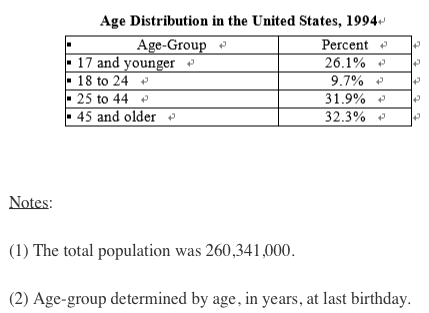 Age Distribution in the United States, 1994
Age-Group Percent
17 and younger 26.1%
18 to 24 9.7%
25 to 44 31.9%
45 and older 32.3%
Notes:
(1) The total population was 260,341,000.
(2) Age-group determined by age, in years, at last birthday.